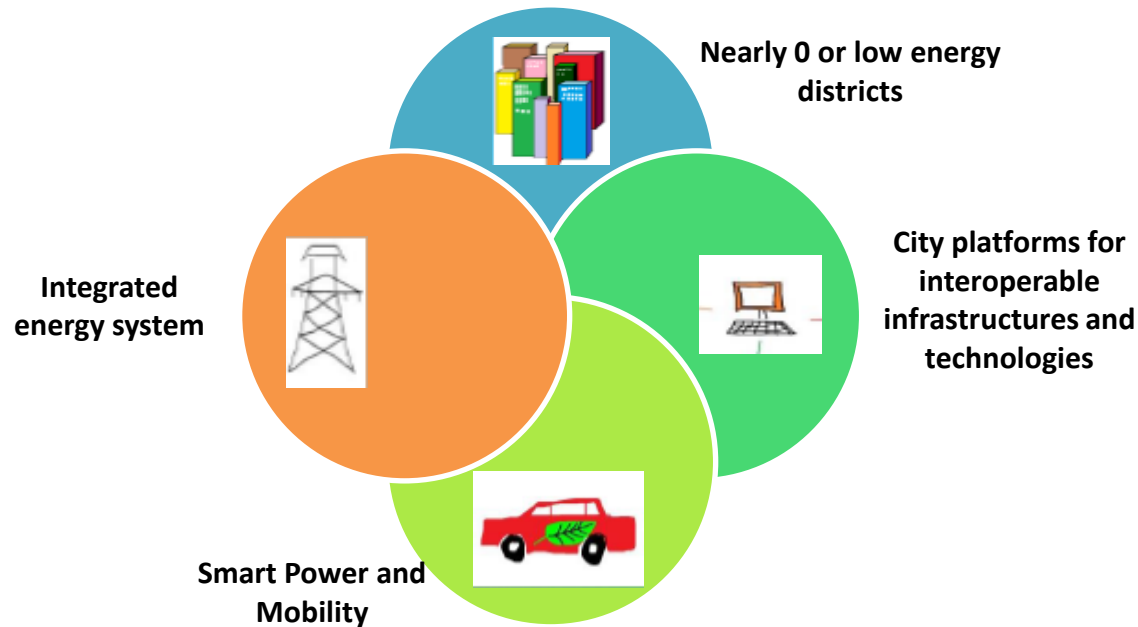 Nearly 0 or low energy
districts
City platforms for
interoperable
infrastructures and
technologies
Integrated
energy system
Smart Power and
Mobility